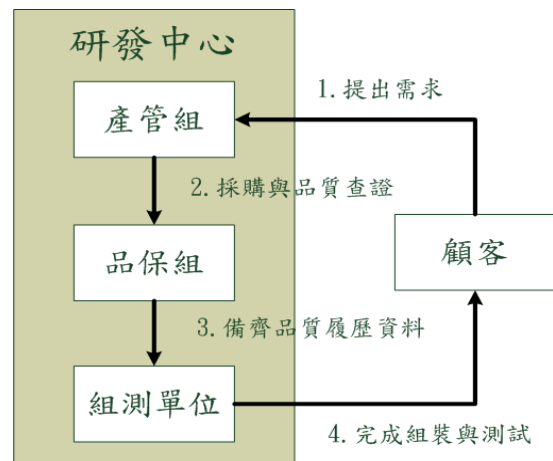 研發中心
1.提出需求
產管組
2.採購與品質查證
品保組
顧客
3.備齊品質履歷資料
組測單位
4.完成組裝與測試